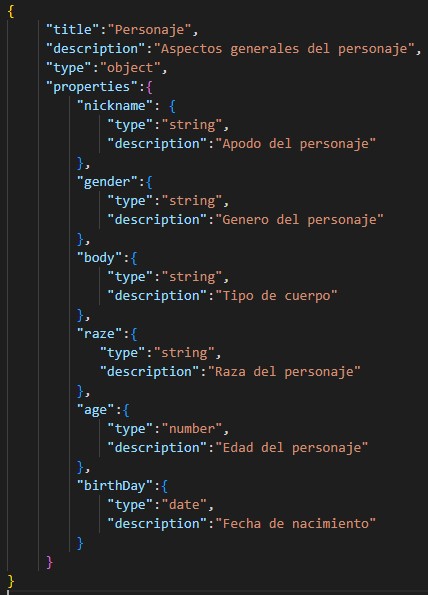 {
"title":"Personaje",
"description":"Aspectos generales del personaje",
"type":"object",
"properties":{
"nickname": {
"type":"string",
"description":"Apodo del personaje"
},
"gender":{
"type":"string",
"description":"Genero del personaje"
},
"body":{
"type":"string",
"description":"Tipo de cuerpo"
},
"raze":{
"type":"string",
"description":"Raza del personaje"
},
"age":{
"type":"number",
"description":"Edad del personaje"
},
"birthDay":{
"type":"date",
"description":"Fecha de nacimiento"
}
}
}